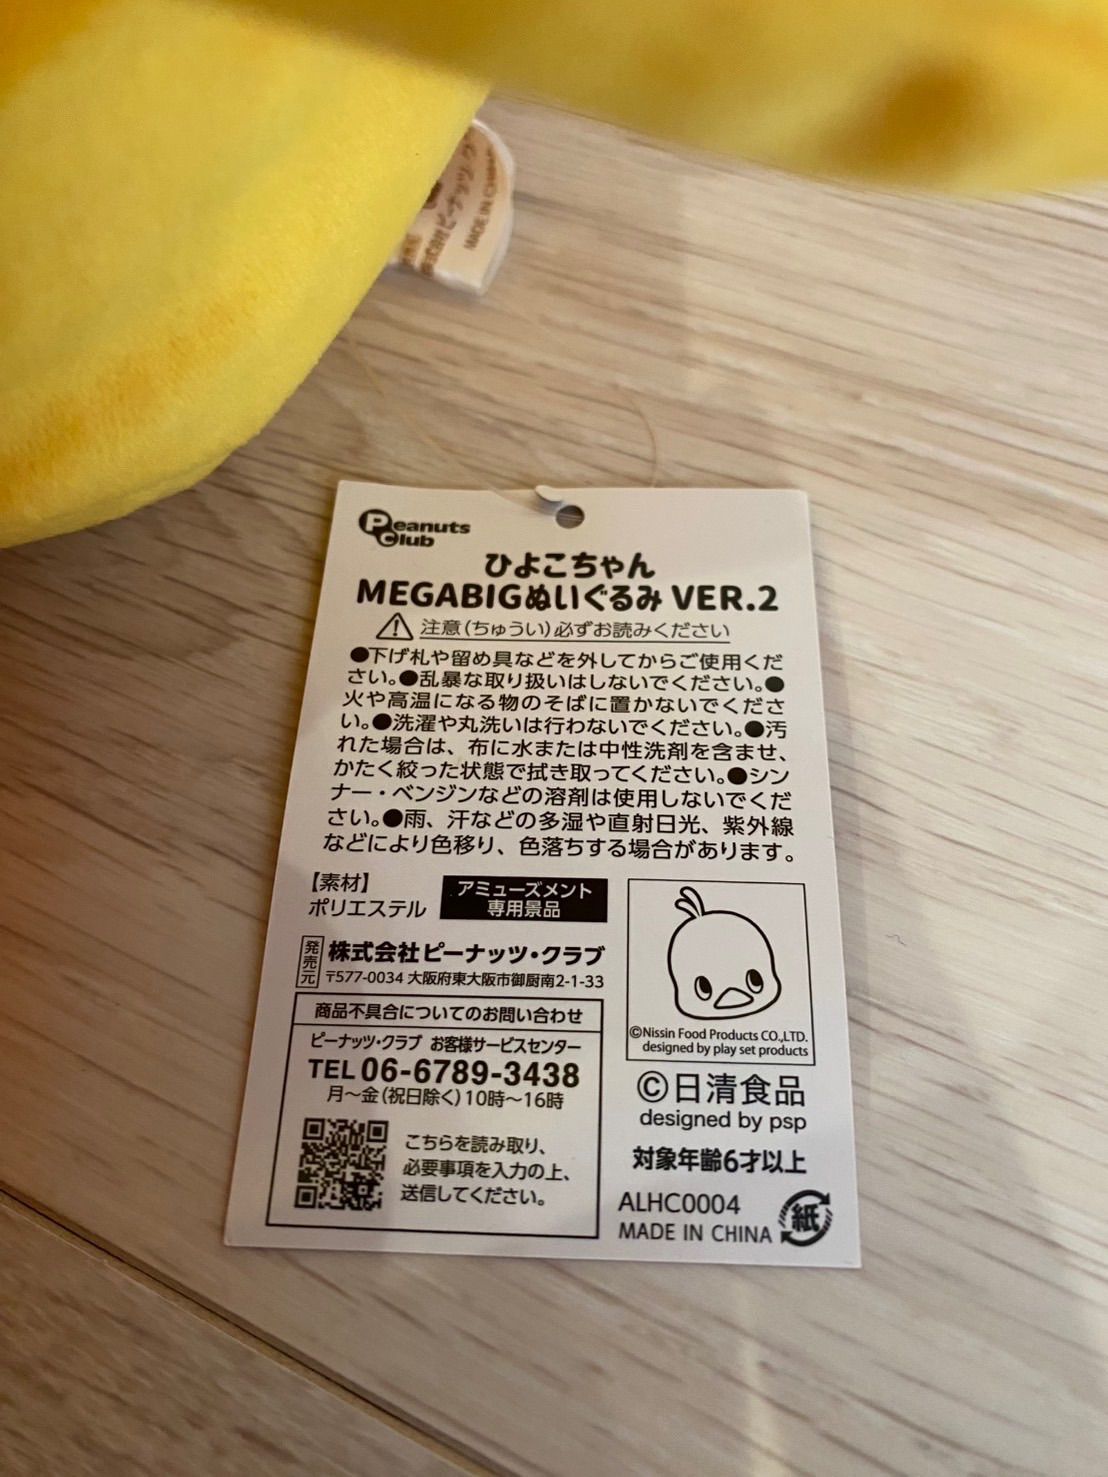 MADE IN CHINA
Peanuts
Club
ひよこちゃん
MEGABIGぬいぐるみ VER.2
注意(ちゅうい)必ずお読みください
●下げ札や留め具などを外してからご使用くだ
さい。●乱暴な取り扱いはしないでください。●
火や高温になる物のそばに置かないでくださ
い。●洗濯や丸洗いは行わないでください。●汚
れた場合は、布に水または中性洗剤を含ませ、
かたく絞った状態で拭き取ってください。●シン
ナー・ベンジンなどの溶剤は使用しないでくだ
さい。●雨、汗などの多湿や直射日光、紫外線
などにより色移り、色落ちする場合があります。
【素材】
ポリエステル
アミューズメント
専用景品
発売元
株式会社ピーナッツ・クラブ
〒577-0034 大阪府東大阪市御厨南2-1-33
商品不具合についてのお問い合わせ
ピーナッツ・クラブ お客様サービスセンター
TEL 06-6789-3438
月〜金(祝日除く)10時〜16時
こちらを読み取り、
必要事項を入力の上、
送信してください。
©Nissin Food Products CO.,LTD.
designed by play set products
©日清食品
designed by psp
対象年齢6才以上
ALHC0004
MADE IN CHINA
紙